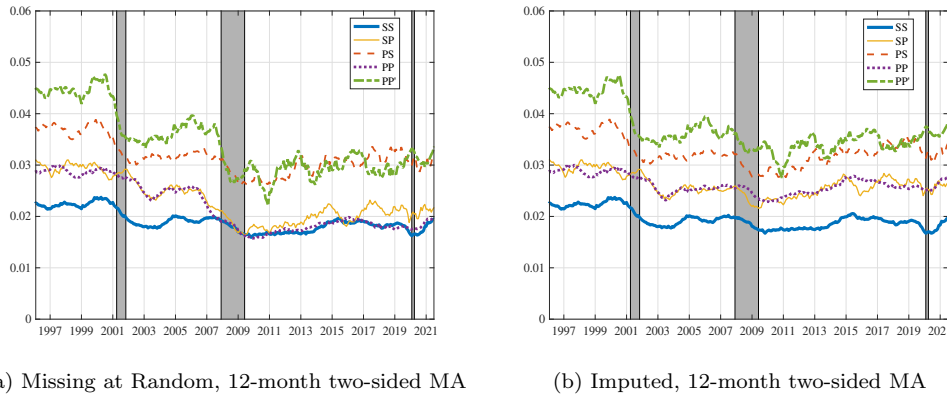 0.06
0.05
0.04
0.03
0.02
0.01
0
1997 1999 2001 2003 2005 2007 2009 2011 2013 2015 2017 2019 2021
SS
SP
PS
PP
PP'
) Missing at Random, 12-month two-sided MA
0.06
0.05
0.04
0.03
0.02
0.01
0
1997 1999 2001 2003 2005 2007 2009 2011 2013 2015 2017 2019
SS
SP
PS
PP
PP'
(b) Imputed, 12-month two-sided MA